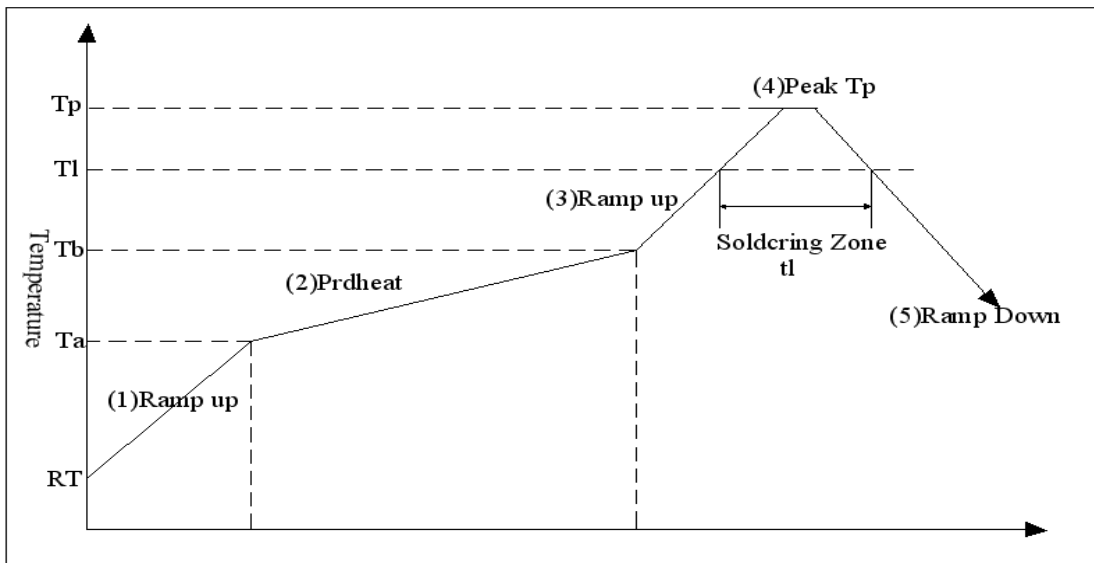 (4)Peak Tp
Tp
Tl
(3)Ramp up
Soldcring Zone
tl
Tb
Temperature
(2)Prdheat
(5)Ramp Down
Ta
(1)Ramp up
RT